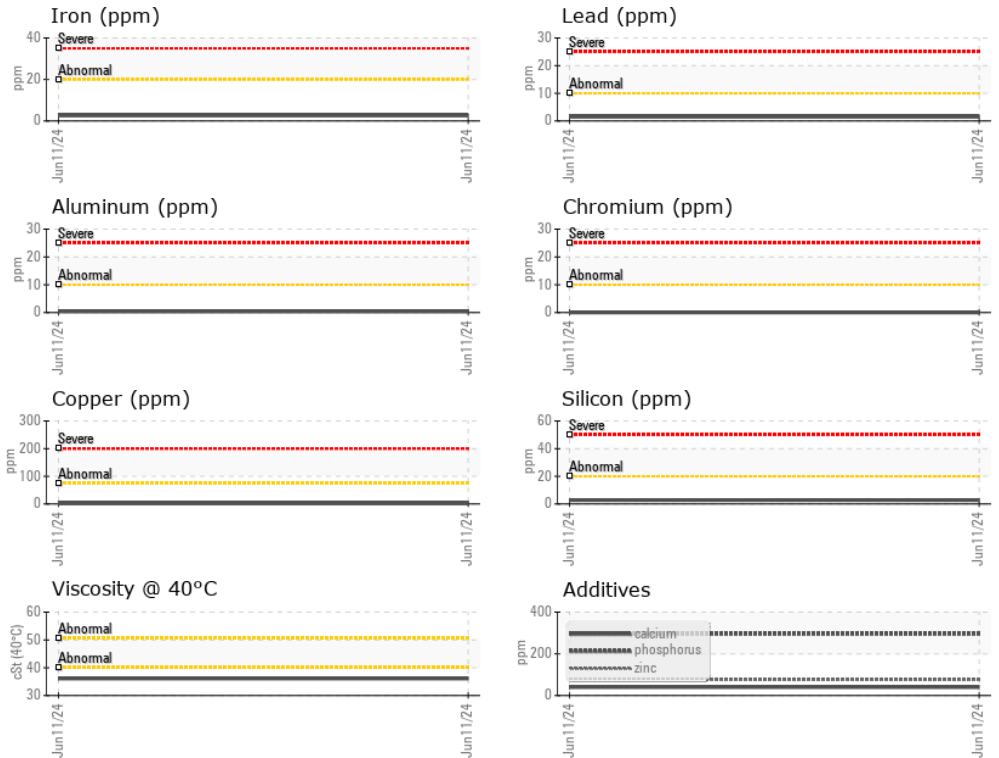 Iron (ppm)
40
Severe
Abnormal
20
0
ppm
Jun11/24
Jun11/24
Lead (ppm)
30
Severe
20
Abnormal
10
0
ppm
Jun11/24
Jun11/24
Aluminum (ppm)
30
Severe
20
Abnormal
10
0
ppm
Jun11/24
Jun11/24
Chromium (ppm)
30
Severe
20
Abnormal
10
0
ppm
Jun11/24
Jun11/24
Copper (ppm)
300
Severe
200
Abnormal
100
0
ppm
Jun11/24
Jun11/24
Silicon (ppm)
60
Severe
40
Abnormal
20
0
ppm
Jun11/24
Jun11/24
Viscosity @ 40°C
60
Abnormal
50
Abnormal
40
30
cSt (40°C)
Jun11/24
Jun11/24
Additives
400
calcium
phosphorus
200
zinc
0
ppm
Jun11/24
Jun11/24